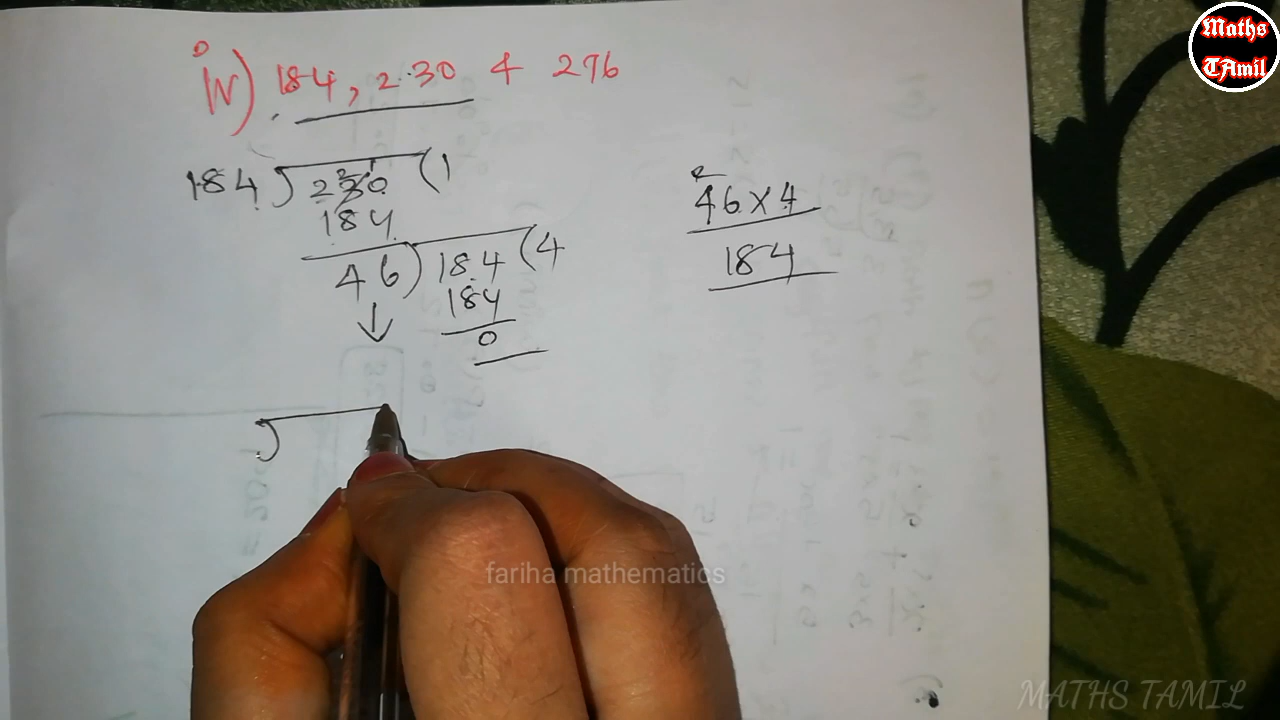 iv) 184, 230 & 276
184) 230 (1
184
46) 184 (4
184
0
2
46 x 4
184
Maths
TAmil
fariha mathematics
MATHS TAMIL